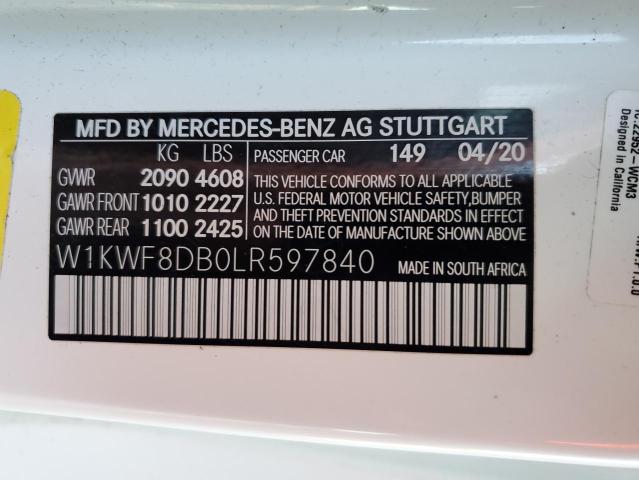 MFD BY MERCEDES-BENZ AG STUTTGART
KG LBS PASSENGER CAR 149 04/20
GVWR 2090 4608
GAWR FRONT 1010 2227
GAWR REAR 1100 2425
THIS VEHICLE CONFORMS TO ALL APPLICABLE
U.S. FEDERAL MOTOR VEHICLE SAFETY,BUMPER
AND THEFT PREVENTION STANDARDS IN EFFECT
ON THE DATE OF MANUFACTURE SHOWN ABOVE.
W1KWF8DB0LR597840 MADE IN SOUTH AFRICA
WCIM3
Designed in California